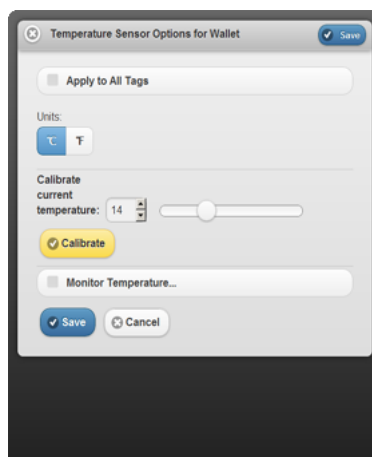 Temperature Sensor Options for Wallet
Save
Apply to All Tags
Units:
℃ ℉
Calibrate
current
temperature: 14
Calibrate
Monitor Temperature...
Save Cancel